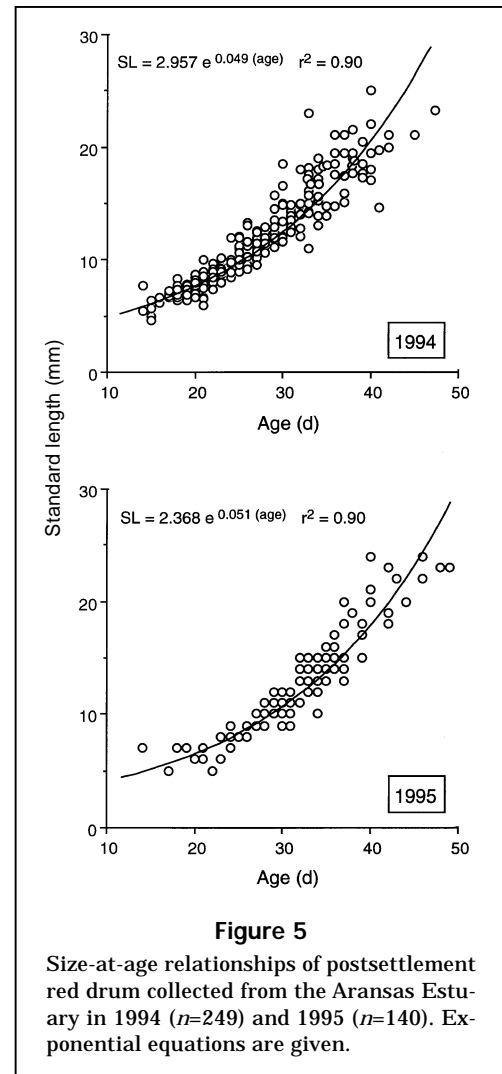 Standard length (mm)
30
SL = 2.957 e 0.049 (age) r2 = 0.90
20
10
1994
0
10 20 30 40 50
Age (d)
30
SL = 2.368 e 0.051 (age) r2 = 0.90
20
10
1995
0
10 20 30 40 50
Age (d)
Figure 5
Size-at-age relationships of postsettlement
red drum collected from the Aransas Estu-
ary in 1994 (n=249) and 1995 (n=140). Ex-
ponential equations are given.